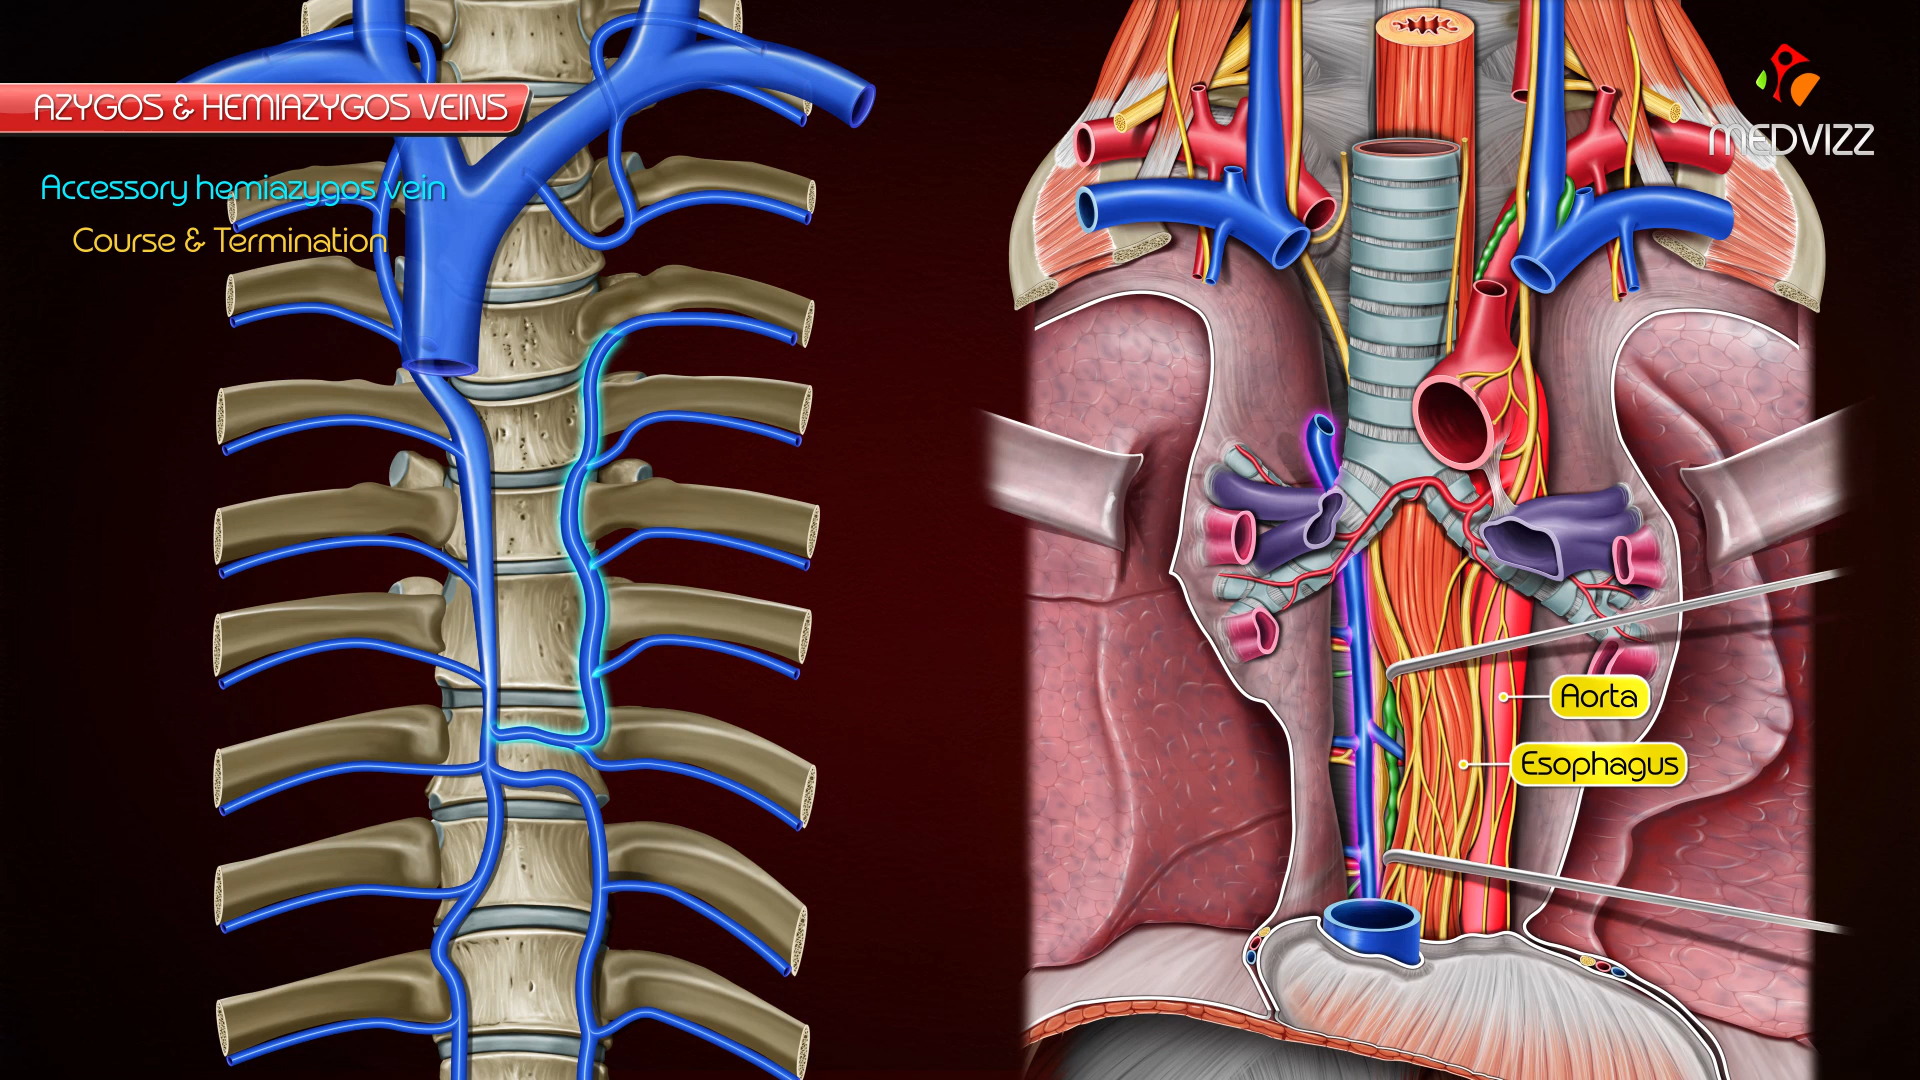 AZYGOS & HEMIAZYGOS VEINS
Accessory hemiazygos vein
Course & Termination
MEDVIZZ
Aorta
Esophagus